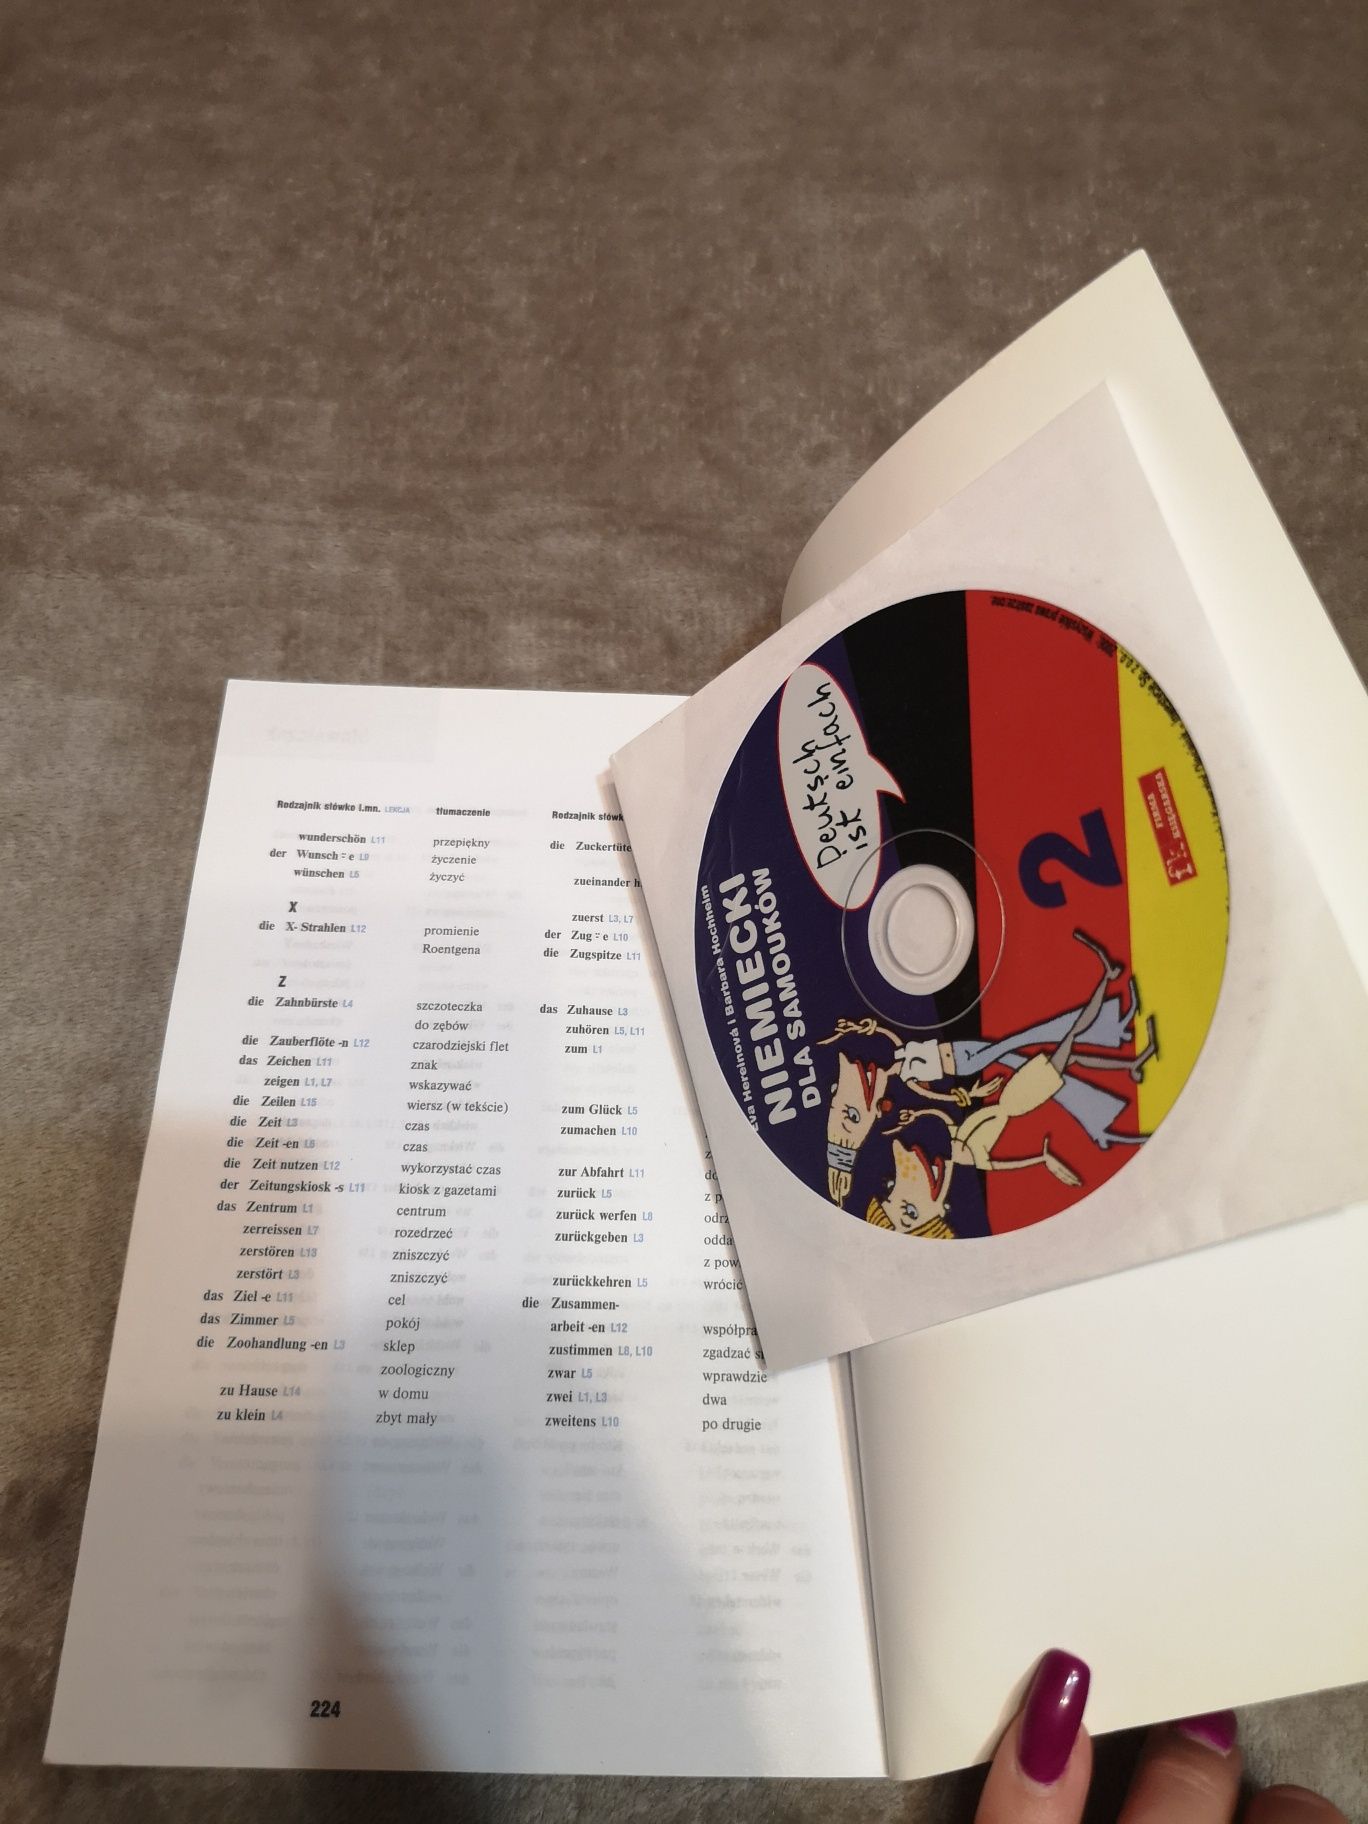 Rodzajnik słówko l.mn. LEKCJA tłumaczenie
wunderschön L11 przepiękny
der Wunsch ⸚e L9 życzenie
wünschen L5 życzyć
X
die X- Strahlen L12 promienie
Roentgena
Z
die Zahnbürste L4 szczoteczka
do zębów
die Zauberflöte -n L12 czarodziejski flet
das Zeichen L11 znak
zeigen L1, L7 wskazywać
die Zeilen L15 wiersz (w tekście)
die Zeit L3 czas
die Zeit -en L6 czas
die Zeit nutzen L12 wykorzystać czas
der Zeitungskiosk -s L11 kiosk z gazetami
das Zentrum L1 centrum
zerreissen L7 rozedrzeć
zerstören L13 zniszczyć
zerstört L3 zniszczyć
das Ziel -e L11 cel
das Zimmer L5 pokój
die Zoohandlung -en L3 sklep
zoologiczny
zu Hause L14 w domu
zu klein L4 zbyt mały
Rodzajnik słówk
die Zuckertüte
zueinander h
zuerst L3, L7
der Zug ⸚e L10
die Zugspitze L11
das Zuhause L3
zuhören L5, L11
zum L1
zum Glück L5
zumachen L10
zur Abfahrt L11
zurück L5 z p
zurück werfen L8 odrz
zurückgeben L3 odda
z pow
zurückkehren L5 wrócić
die Zusammen-
arbeit -en L12 współpra
zustimmen L8, L10 zgadzać s
zwar L5 wprawdzie
zwei L1, L3 dwa
zweitens L10 po drugie
224
Deutsch
ist einfach
Eva Hereinová i Barbara Hochheim
NIEMIECKI
DLA SAMOUKÓW
2
FIRMA
KSIĘGARSKA